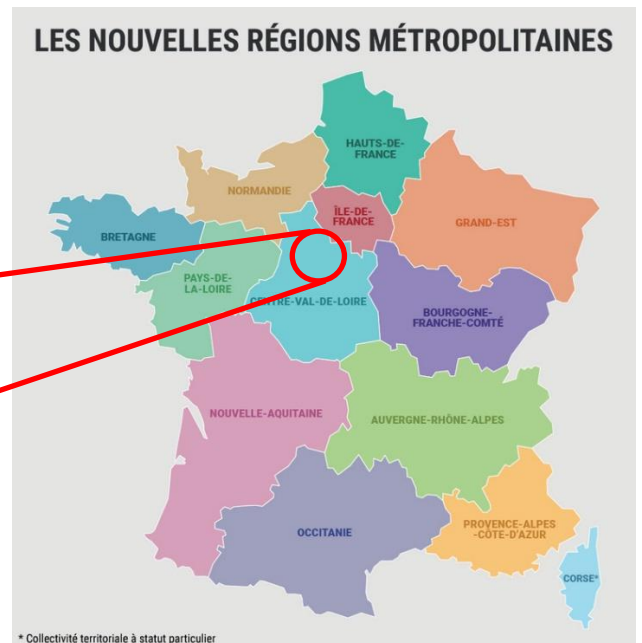 LES NOUVELLES RÉGIONS MÉTROPOLITAINES
HAUTS-DE-
FRANCE
NORMANDIE
ÎLE-DE-
FRANCE
GRAND-EST
BRETAGNE
PAYS-DE-
LA-LOIRE
CENTRE-VAL-DE-LOIRE
BOURGOGNE-
FRANCHE-COMTÉ
NOUVELLE-AQUITAINE
AUVERGNE-RHÔNE-ALPES
OCCITANIE
PROVENCE-ALPES
-CÔTE-D'AZUR
CORSE*
* Collectivité territoriale à statut particulier